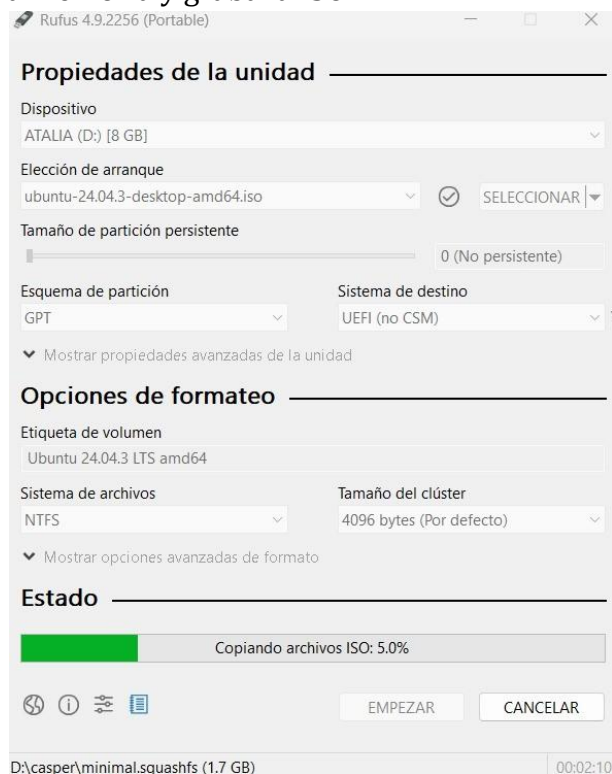 Rufus 4.9.2256 (Portable)
Propiedades de la unidad
Dispositivo
ATALIA (D:) [8 GB]
Elección de arranque
ubuntu-24.04.3-desktop-amd64.iso
SELECCIONAR
Tamaño de partición persistente
0 (No persistente)
Esquema de partición Sistema de destino
GPT UEFI (no CSM)
Mostrar propiedades avanzadas de la unidad
Opciones de formateo
Etiqueta de volumen
Ubuntu 24.04.3 LTS amd64
Sistema de archivos Tamaño del clúster
NTFS 4096 bytes (Por defecto)
Mostrar opciones avanzadas de formato
Estado
Copiando archivos ISO: 5.0%
EMPEZAR CANCELAR
D:\casper\minimal.squashfs (1.7 GB) 00:02:10